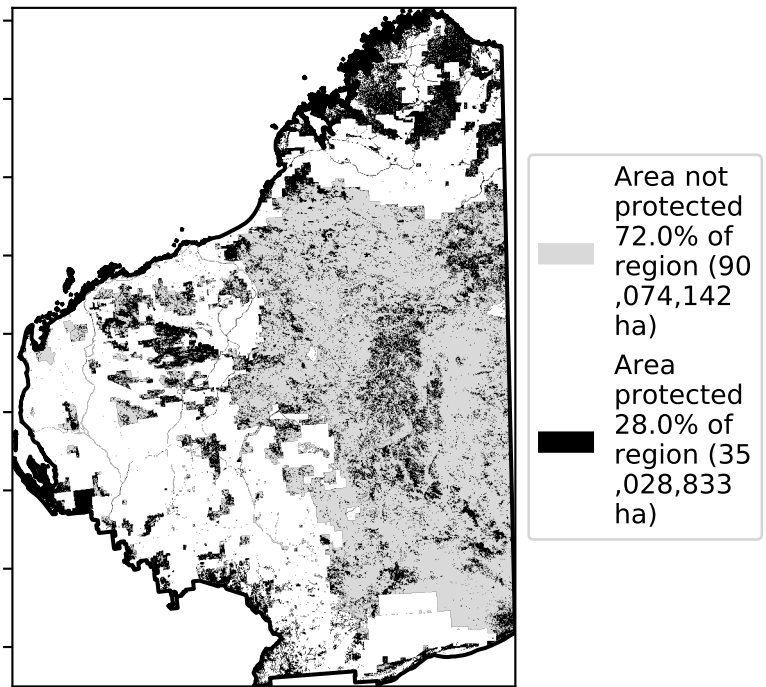 Area not
protected
72.0% of
region (90
,074,142
ha)
Area
protected
28.0% of
region (35
,028,833
ha)